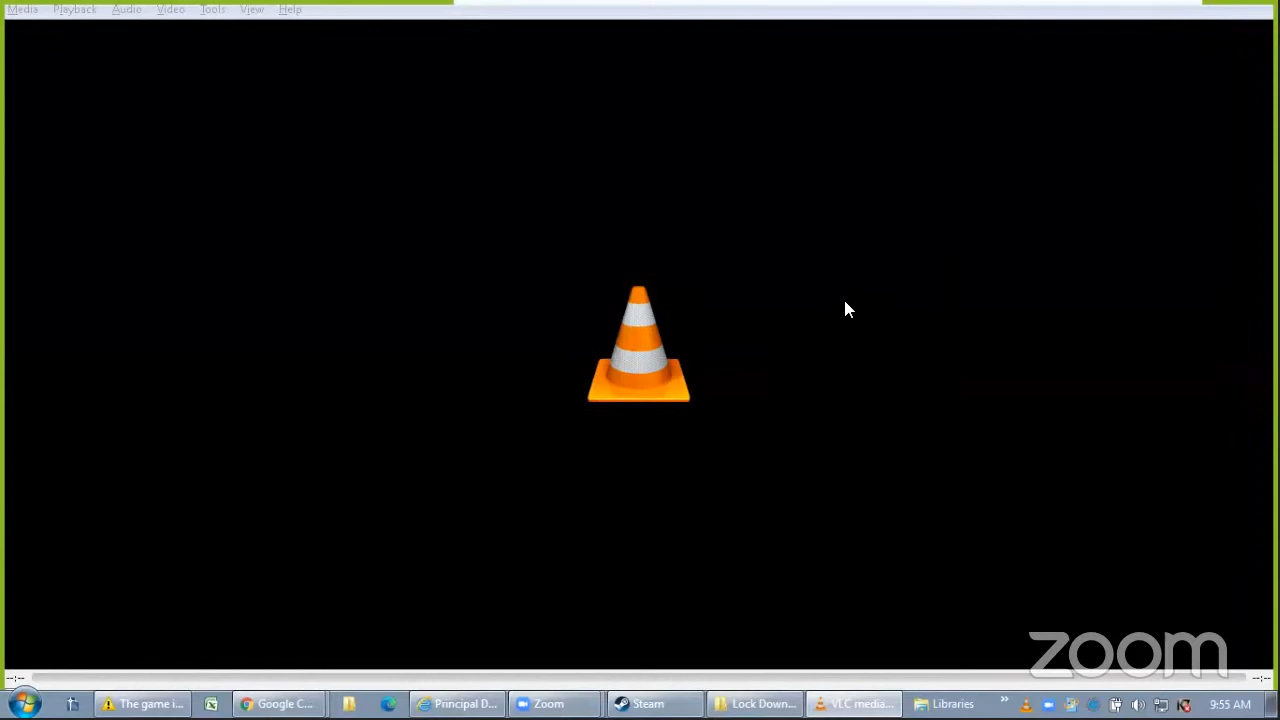 Media Playback Audio Video Tools View Help
zoom
--:-- --:--
The game i... Google C... Principal D... Zoom Steam Lock Down... VLC media... Libraries » 9:55 AM